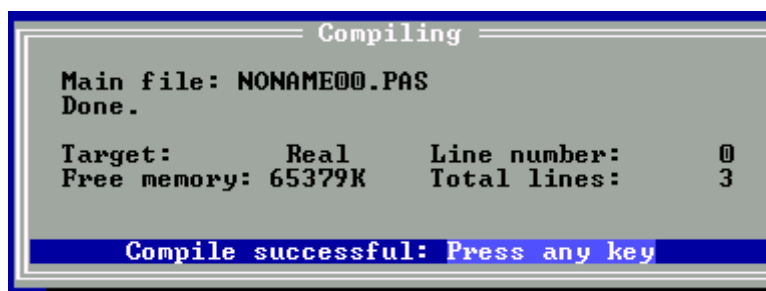 Compiling
Main file: NONAME00.PAS
Done.
Target: Real Line number: 0
Free memory: 65379K Total lines: 3
Compile successful: Press any key